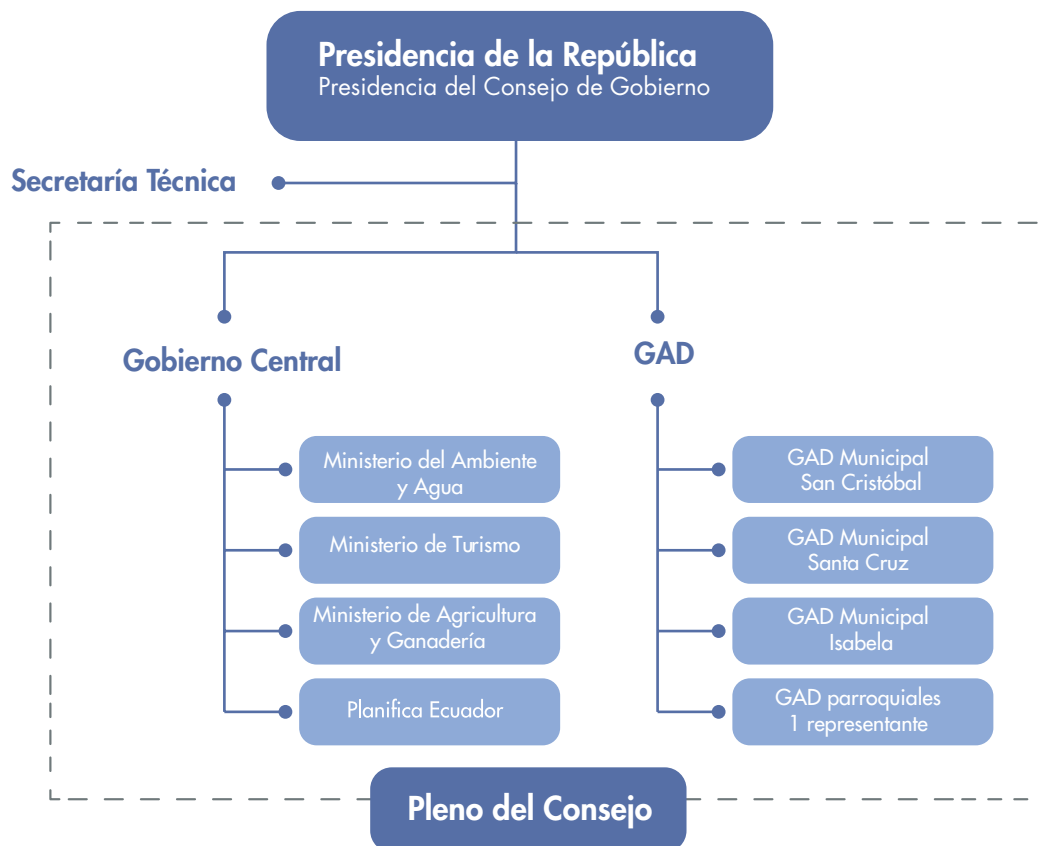 Presidencia de la República
Presidencia del Consejo de Gobierno
Secretaría Técnica
Gobierno Central
Ministerio del Ambiente
y Agua
Ministerio de Turismo
Ministerio de Agricultura
y Ganadería
Planifica Ecuador
GAD
GAD Municipal
San Cristóbal
GAD Municipal
Santa Cruz
GAD Municipal
Isabela
GAD parroquiales
1 representante
Pleno del Consejo